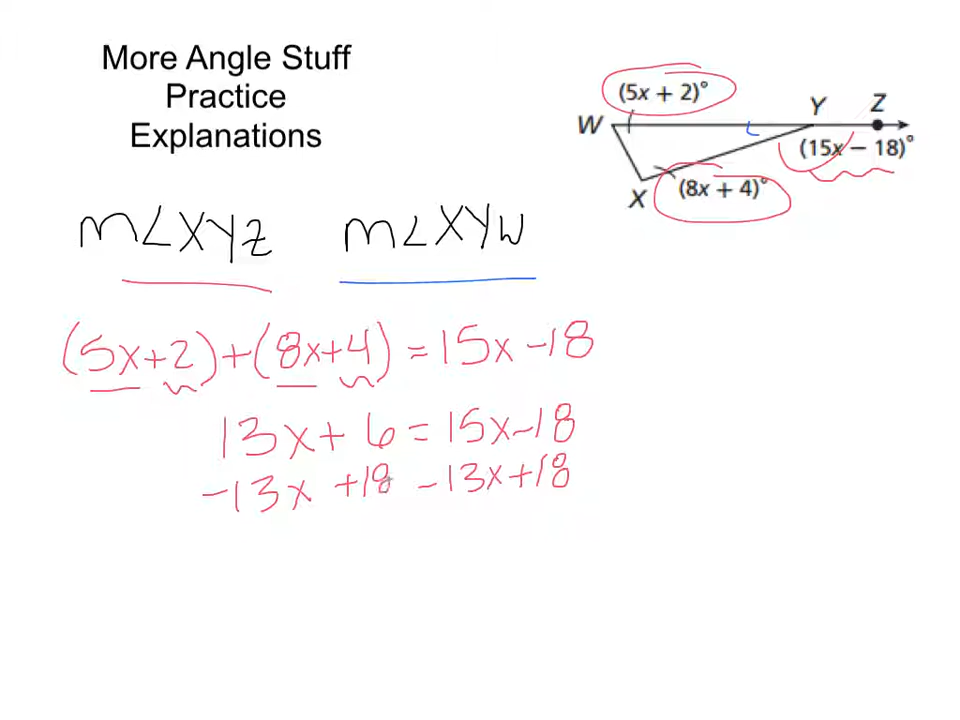 More Angle Stuff
Practice
Explanations
(5x + 2)°
W
Y
Z
(15x − 18)°
X
(8x + 4)°
m∠XYZ
m∠XYW
(5x+2)+(8x+4)=15x-18
13x+6=15x-18
-13x +18 -13x+18